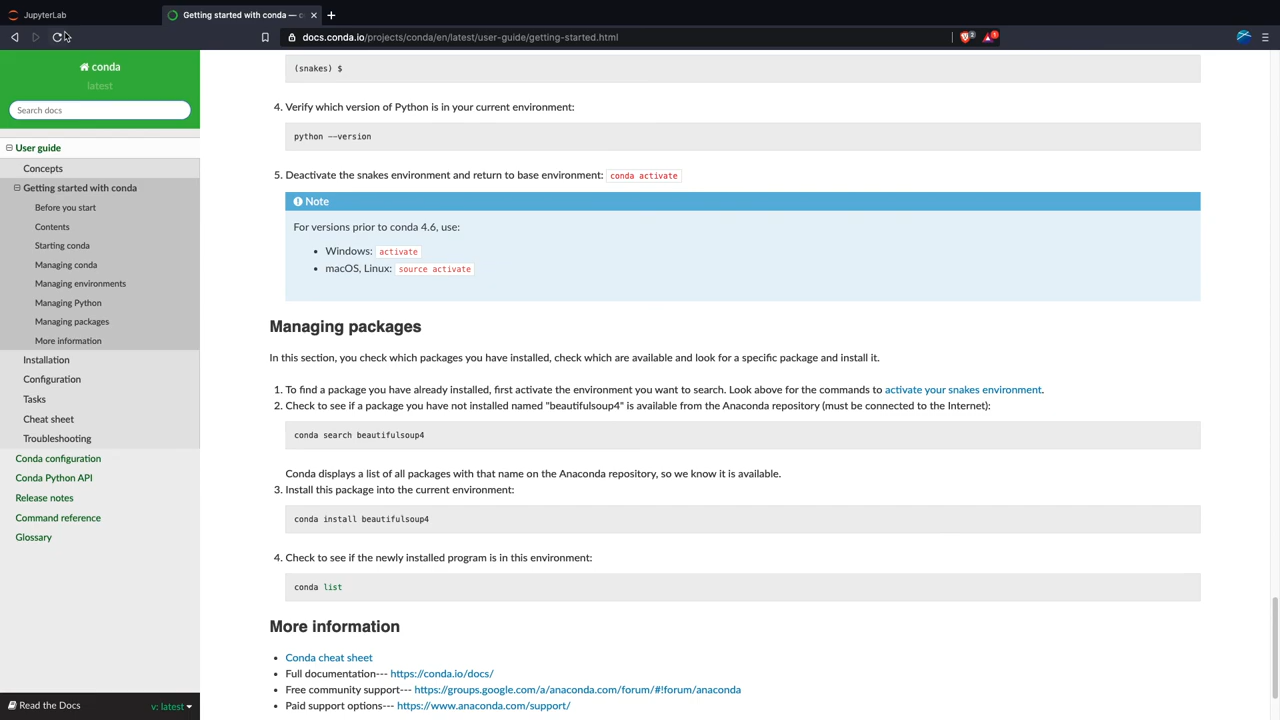 JupyterLab
Getting started with conda — c
docs.conda.io/projects/conda/en/latest/user-guide/getting-started.html
2
1
conda
latest
Search docs
User guide
Concepts
Getting started with conda
Before you start
Contents
Starting conda
Managing conda
Managing environments
Managing Python
Managing packages
More information
Installation
Configuration
Tasks
Cheat sheet
Troubleshooting
Conda configuration
Conda Python API
Release notes
Command reference
Glossary
Read the Docs
v: latest
(snakes) $
4. Verify which version of Python is in your current environment:
python --version
5. Deactivate the snakes environment and return to base environment: conda activate
Note
For versions prior to conda 4.6, use:
• Windows: activate
• macOS, Linux: source activate
Managing packages
In this section, you check which packages you have installed, check which are available and look for a specific package and install it.
1. To find a package you have already installed, first activate the environment you want to search. Look above for the commands to activate your snakes environment.
2. Check to see if a package you have not installed named "beautifulsoup4" is available from the Anaconda repository (must be connected to the Internet):
conda search beautifulsoup4
Conda displays a list of all packages with that name on the Anaconda repository, so we know it is available.
3. Install this package into the current environment:
conda install beautifulsoup4
4. Check to see if the newly installed program is in this environment:
conda list
More information
• Conda cheat sheet
• Full documentation--- https://conda.io/docs/
• Free community support--- https://groups.google.com/a/anaconda.com/forum/#!forum/anaconda
• Paid support options--- https://www.anaconda.com/support/